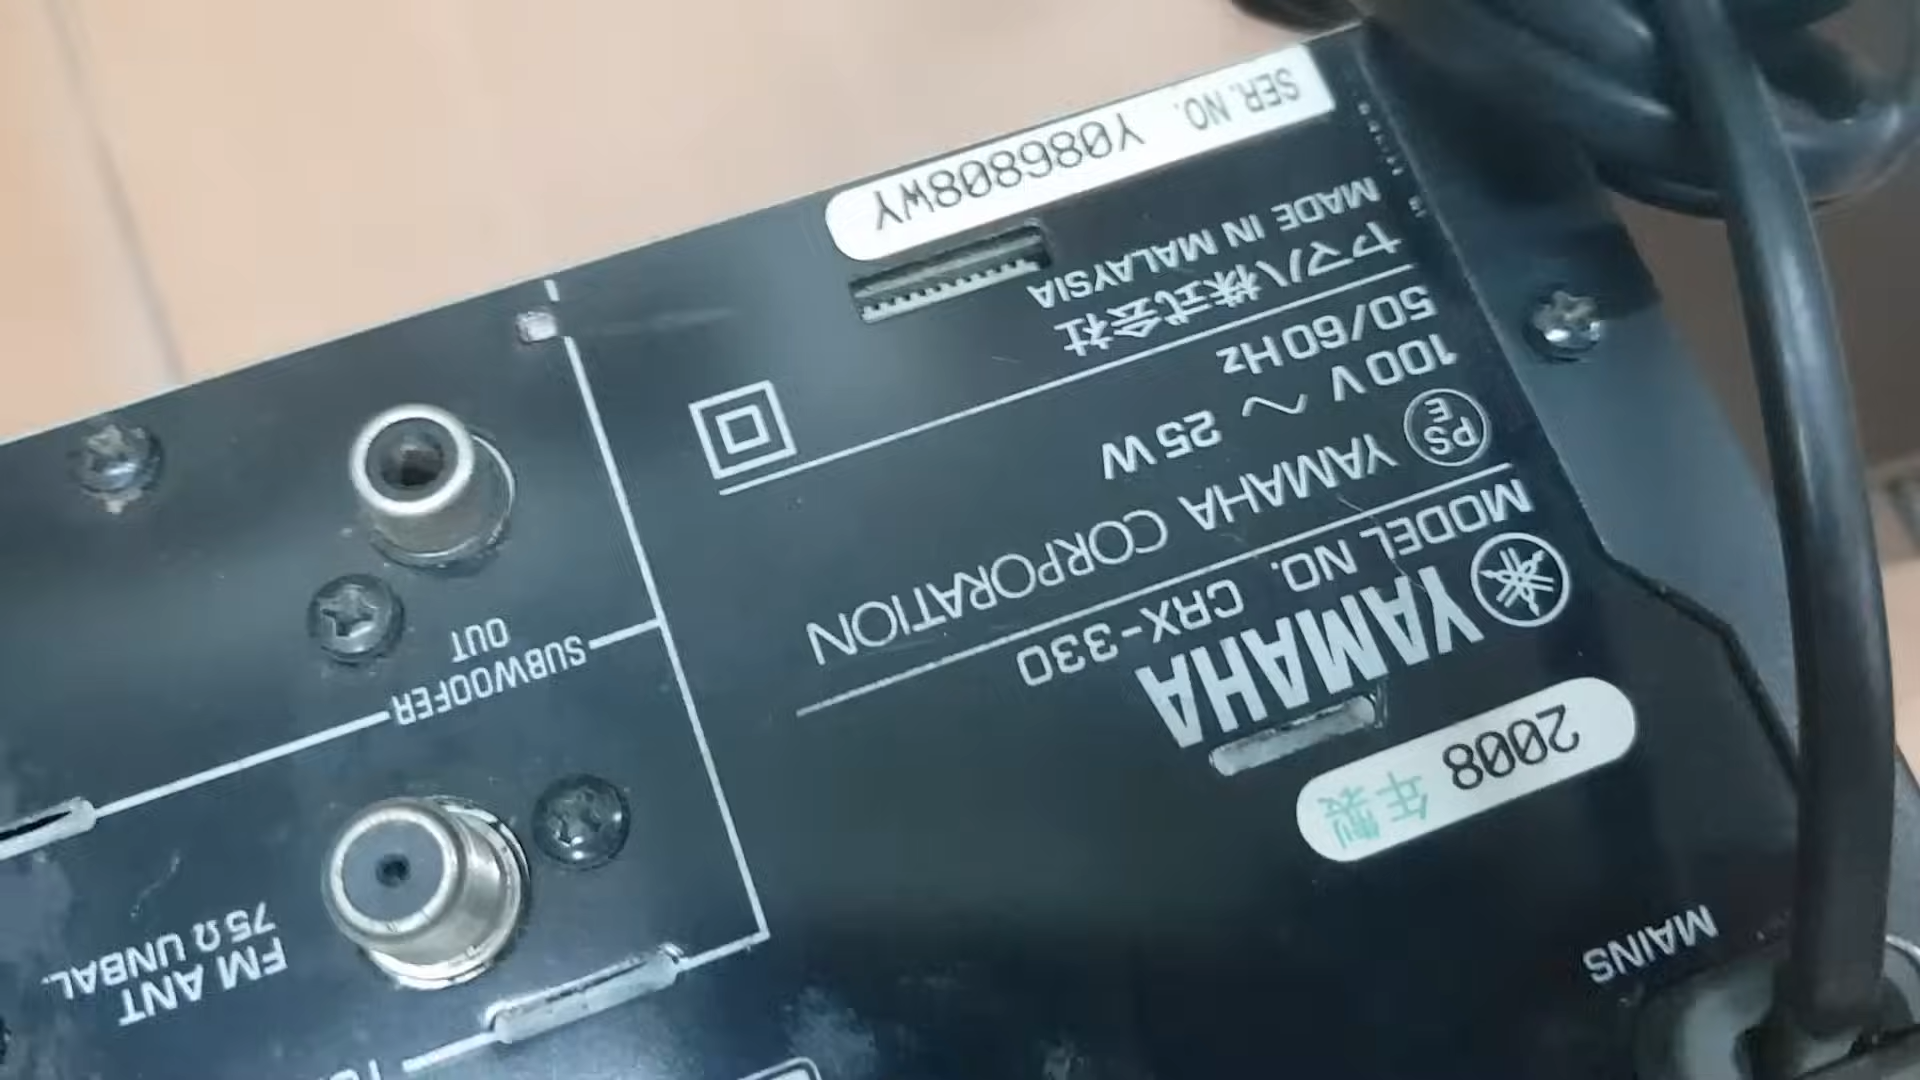 MAINS
2008 年製
YAMAHA
MODEL NO. CRX-330
YAMAHA CORPORATION
PS
E
100V ~ 25W
50/60Hz
ヤマハ株式会社
MADE IN MALAYSIA
SER. NO. Y086808WY
FM ANT
75Ω UNBAL.
SUBWOOFER
OUT